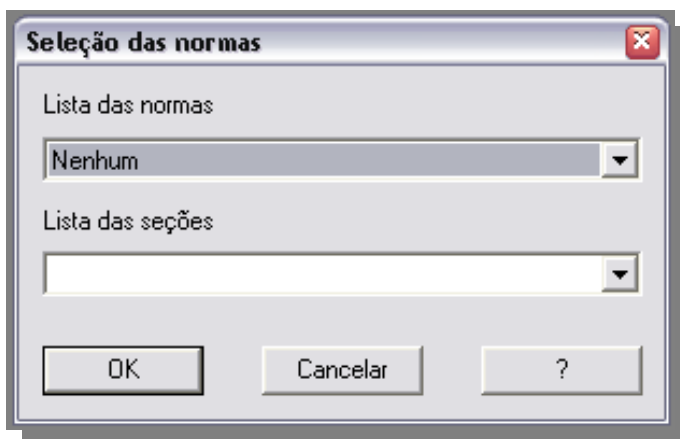 Seleção das normas
Lista das normas
Nenhum
Lista das seções
OK Cancelar ?